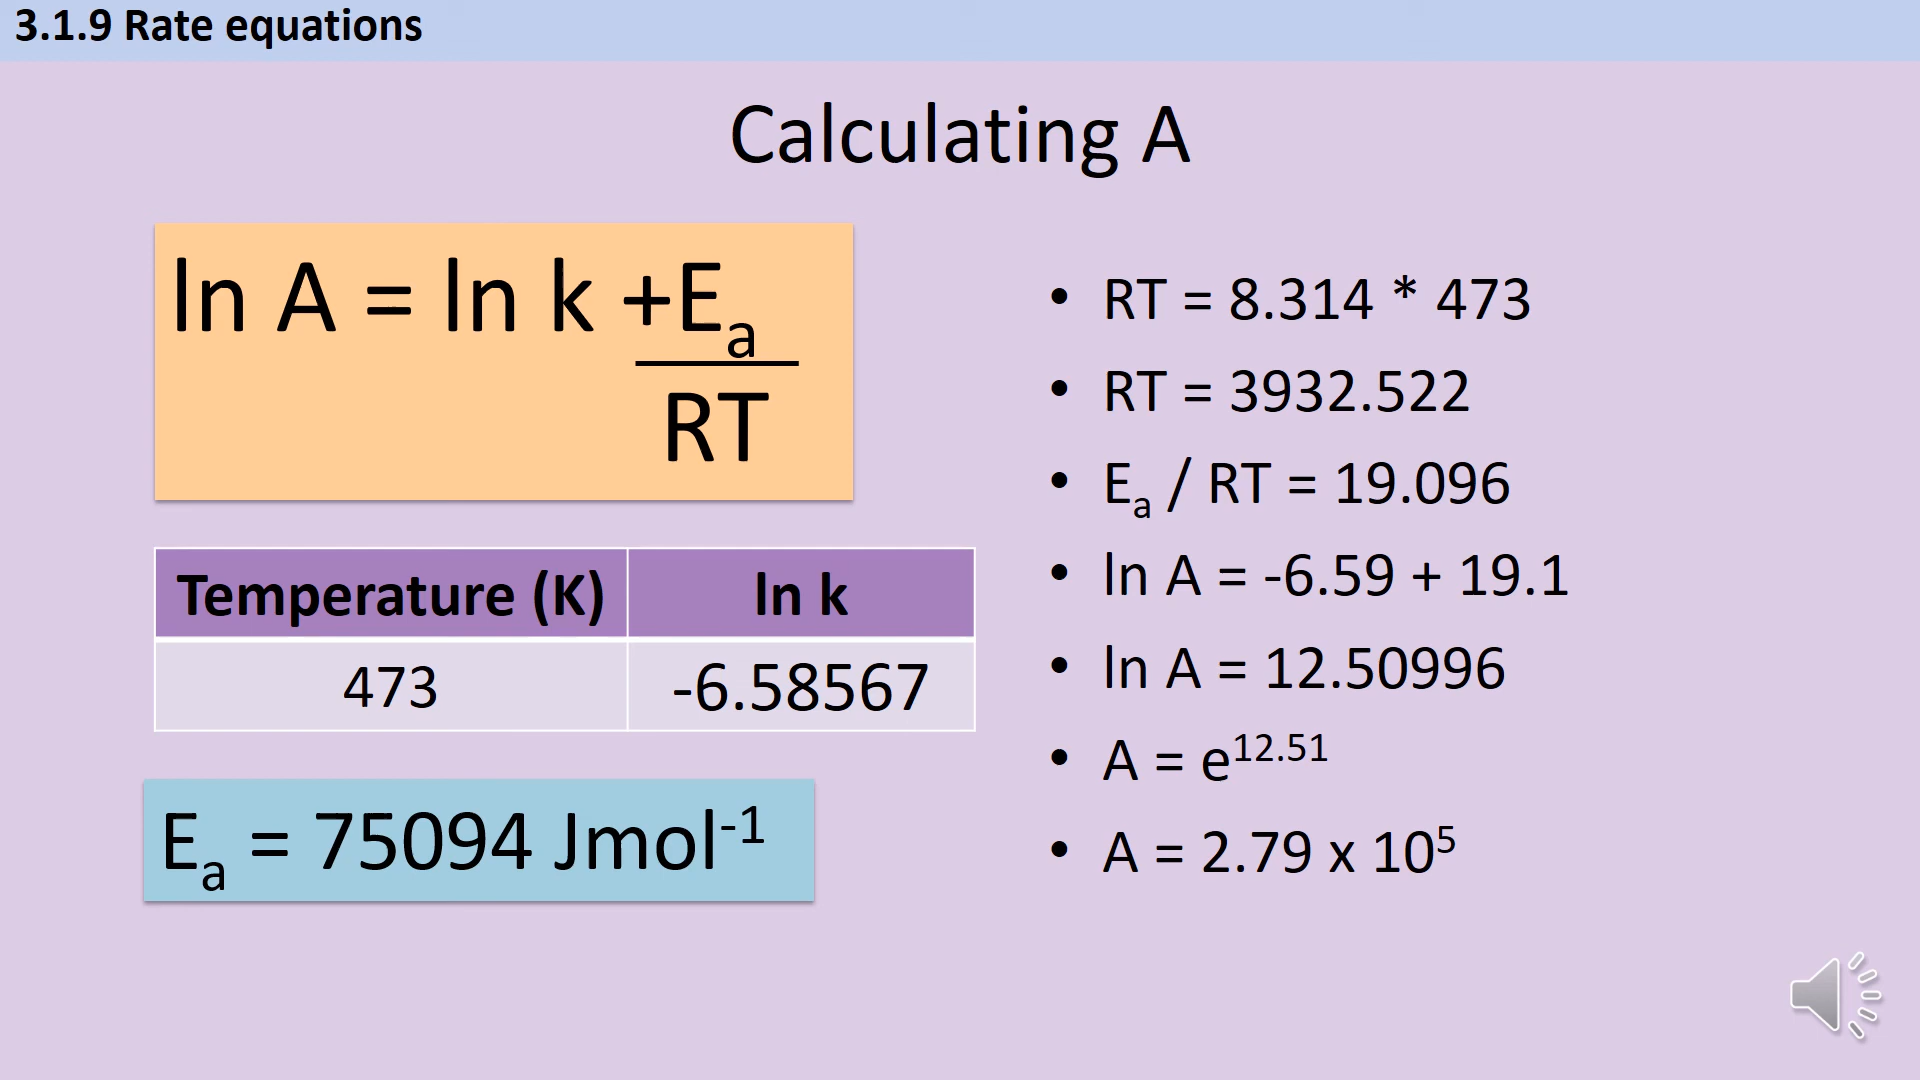 3.1.9 Rate equations
Calculating A
ln A = ln k +Eₐ
RT
Temperature (K) ln k
473 -6.58567
Eₐ = 75094 Jmol⁻¹
• RT = 8.314 * 473
• RT = 3932.522
• Eₐ / RT = 19.096
• ln A = -6.59 + 19.1
• ln A = 12.50996
• A = e¹²·⁵¹
• A = 2.79 x 10⁵